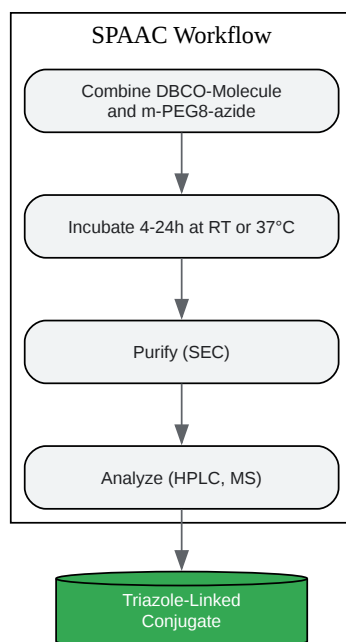 SPAAC Workflow
Combine DBCO-Molecule
and m-PEG8-azide
Incubate 4-24h at RT or 37°C
Purify (SEC)
Analyze (HPLC, MS)
Triazole-Linked
Conjugate